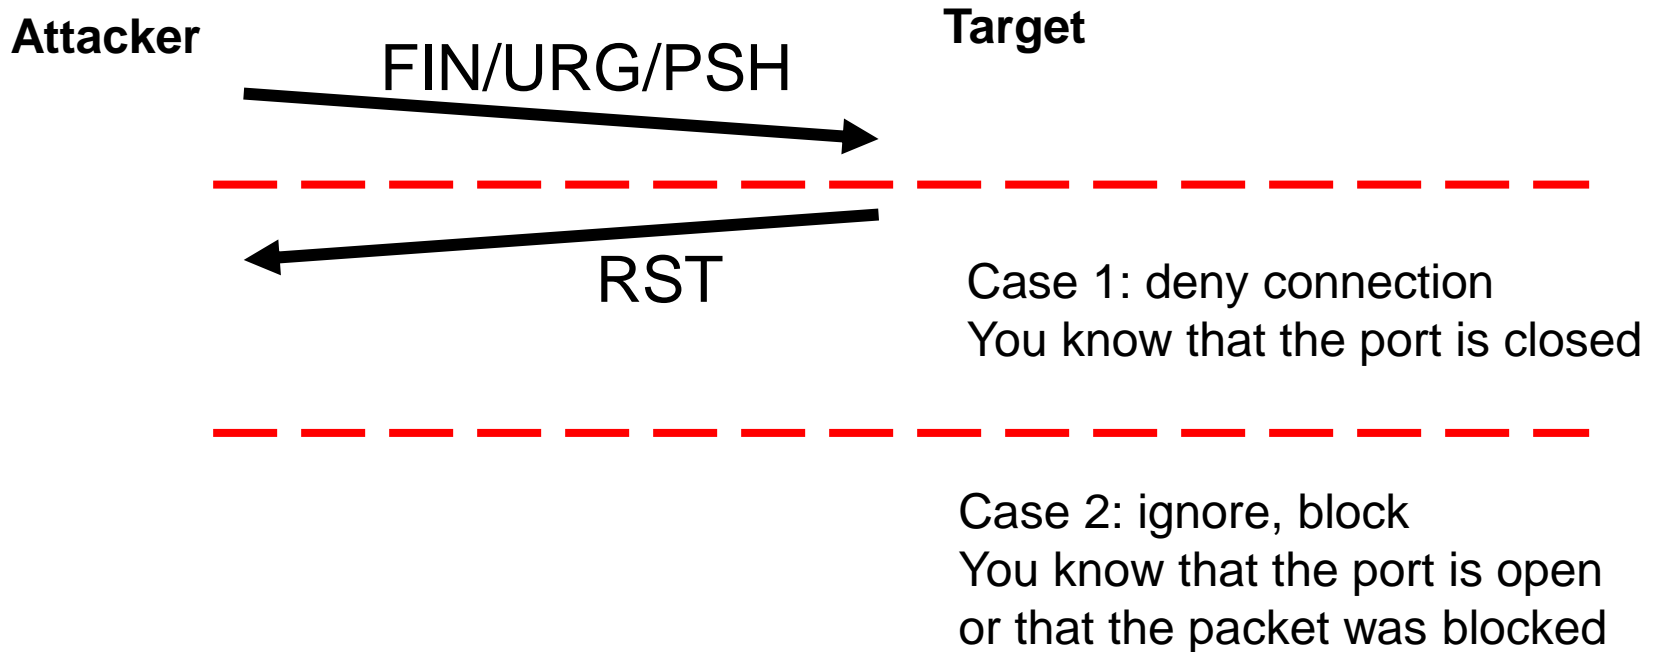 Attacker
Target
FIN/URG/PSH
RST
Case 1: deny connection
You know that the port is closed
Case 2: ignore, block
You know that the port is open
or that the packet was blocked